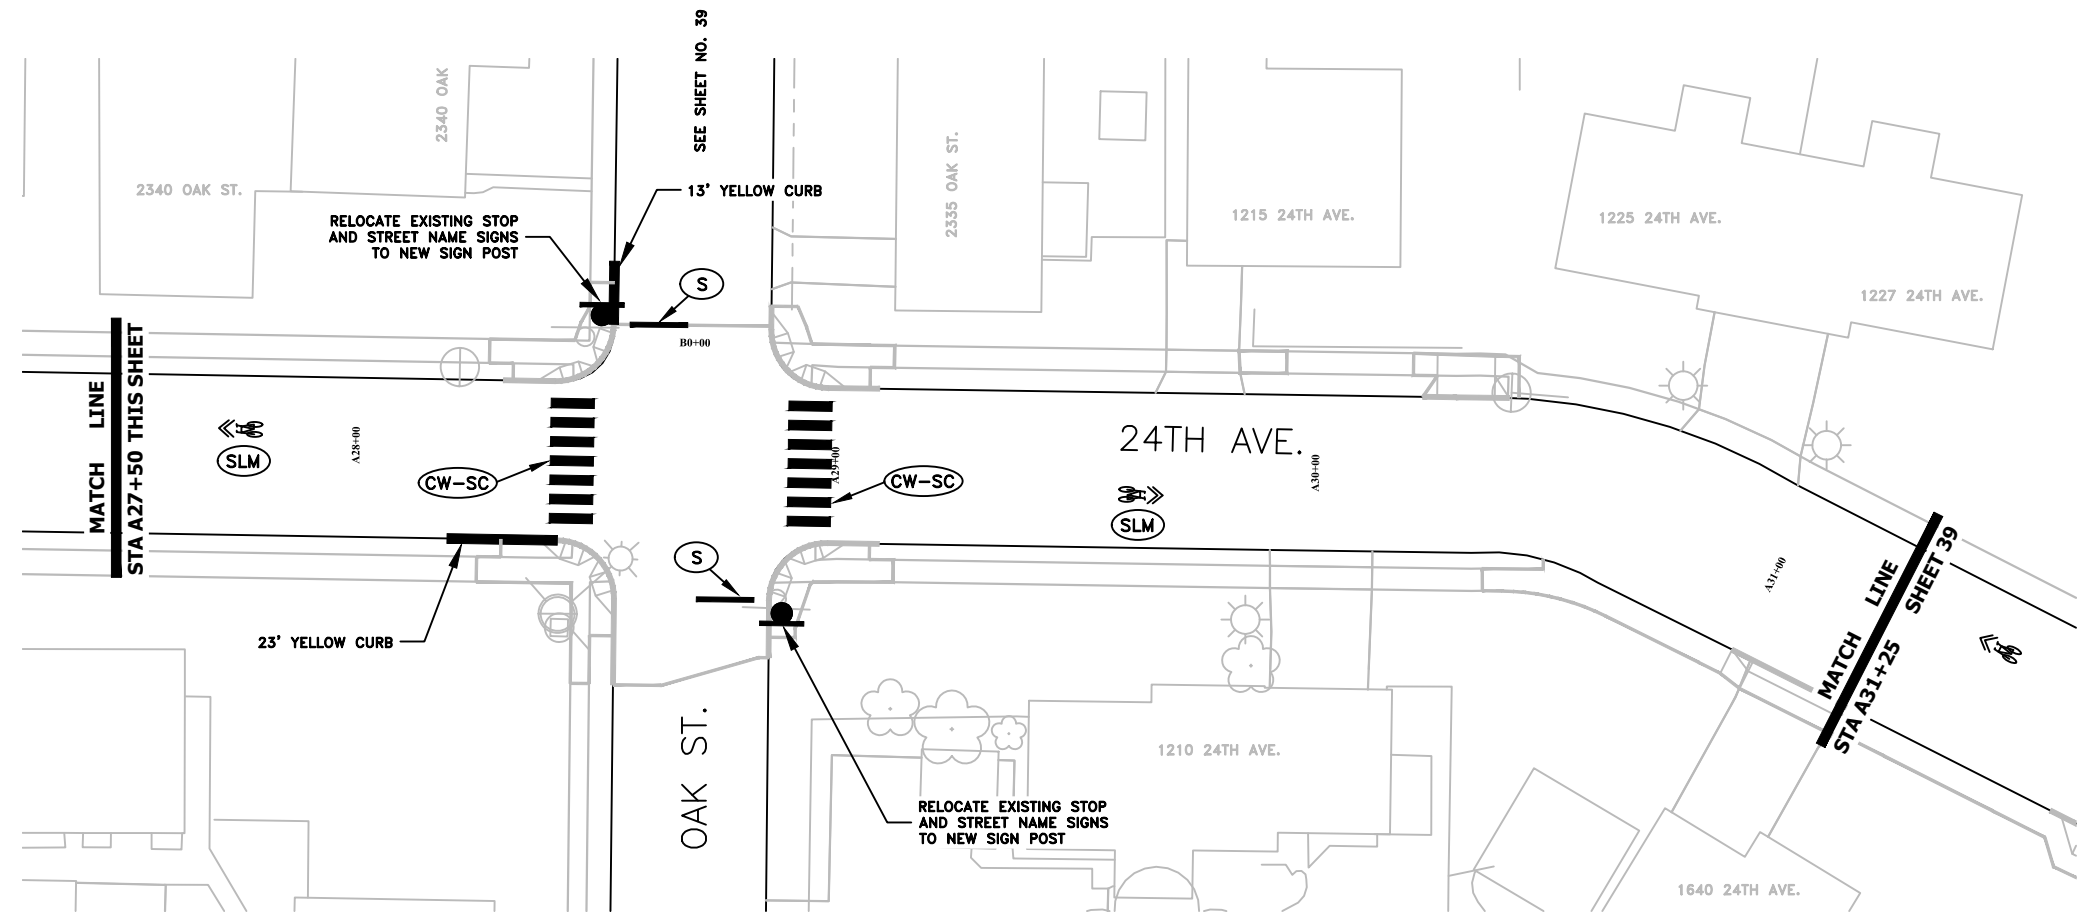 SEE SHEET NO. 39
2340 OAK
2340 OAK ST.
13' YELLOW CURB
RELOCATE EXISTING STOP
AND STREET NAME SIGNS
TO NEW SIGN POST
2335 OAK ST.
1215 24TH AVE.
1225 24TH AVE.
1227 24TH AVE.
S
B0+00
MATCH LINE
STA A27+50 THIS SHEET
SLM
A28+00
CW-SC
A29+00
CW-SC
24TH AVE.
SLM
A30+00
A31+00
MATCH LINE
STA A31+25 SHEET 39
S
23' YELLOW CURB
OAK ST.
1210 24TH AVE.
RELOCATE EXISTING STOP
AND STREET NAME SIGNS
TO NEW SIGN POST
1640 24TH AVE.